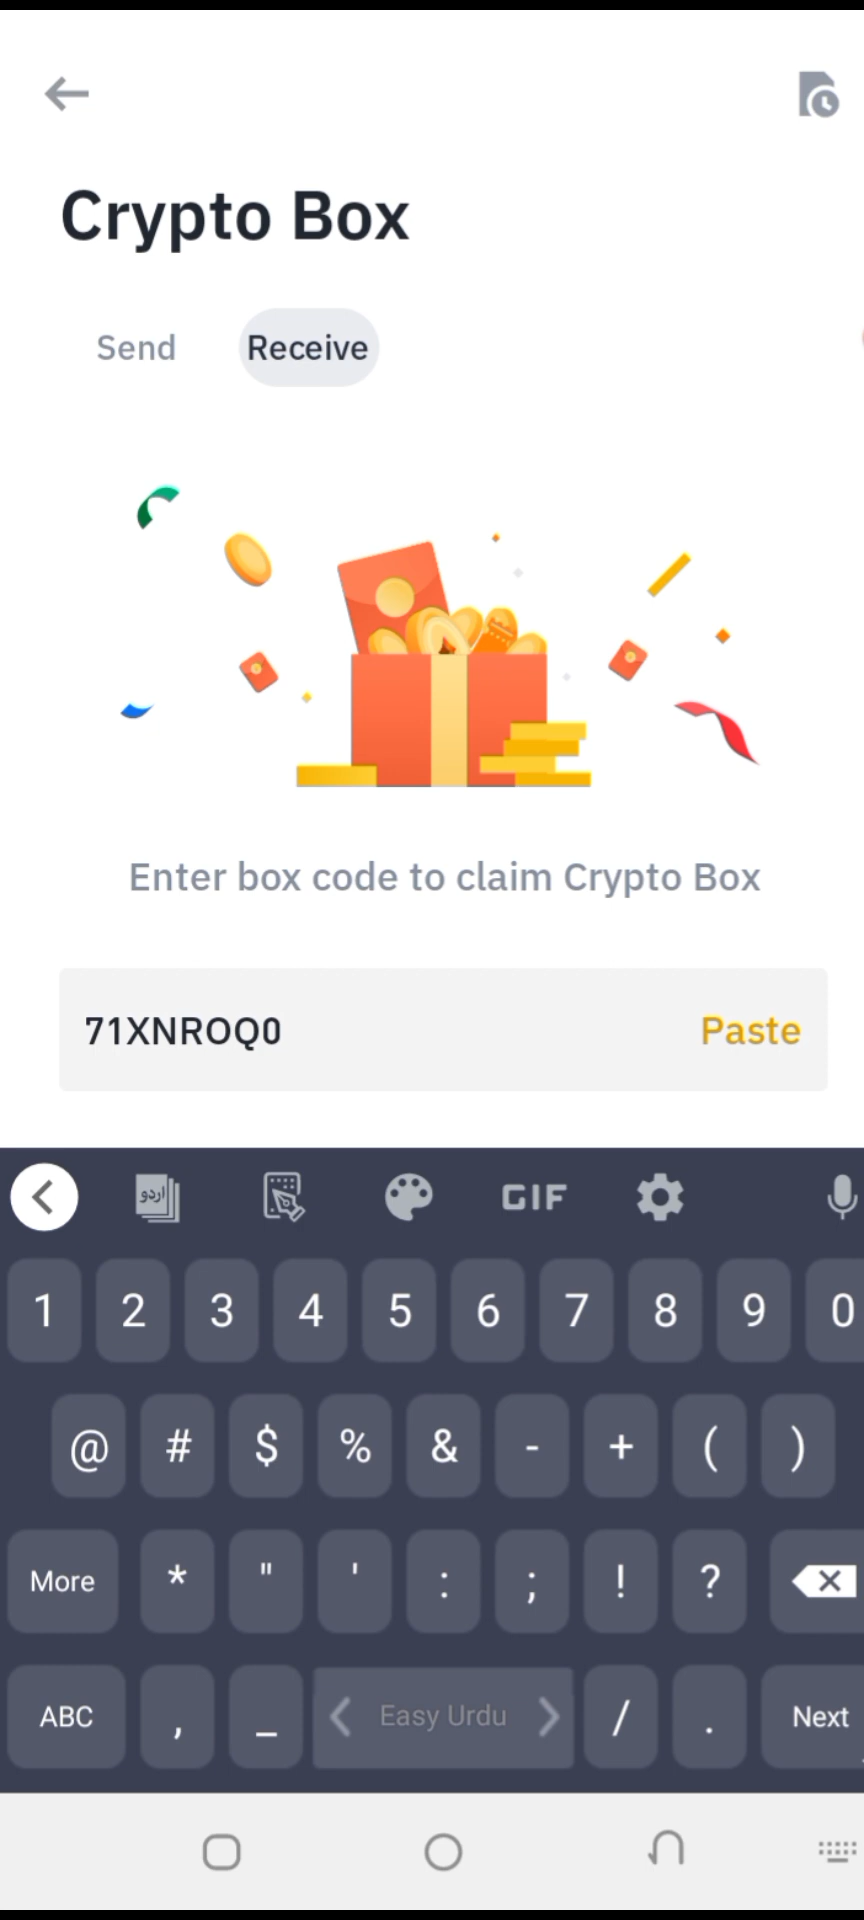 Crypto Box
Send Receive
Enter box code to claim Crypto Box
71XNROQ0 Paste
اردو GIF
1 2 3 4 5 6 7 8 9 0
@ # $ % & - + ( )
More * " ' : ; ! ?
ABC , _ Easy Urdu / . Next